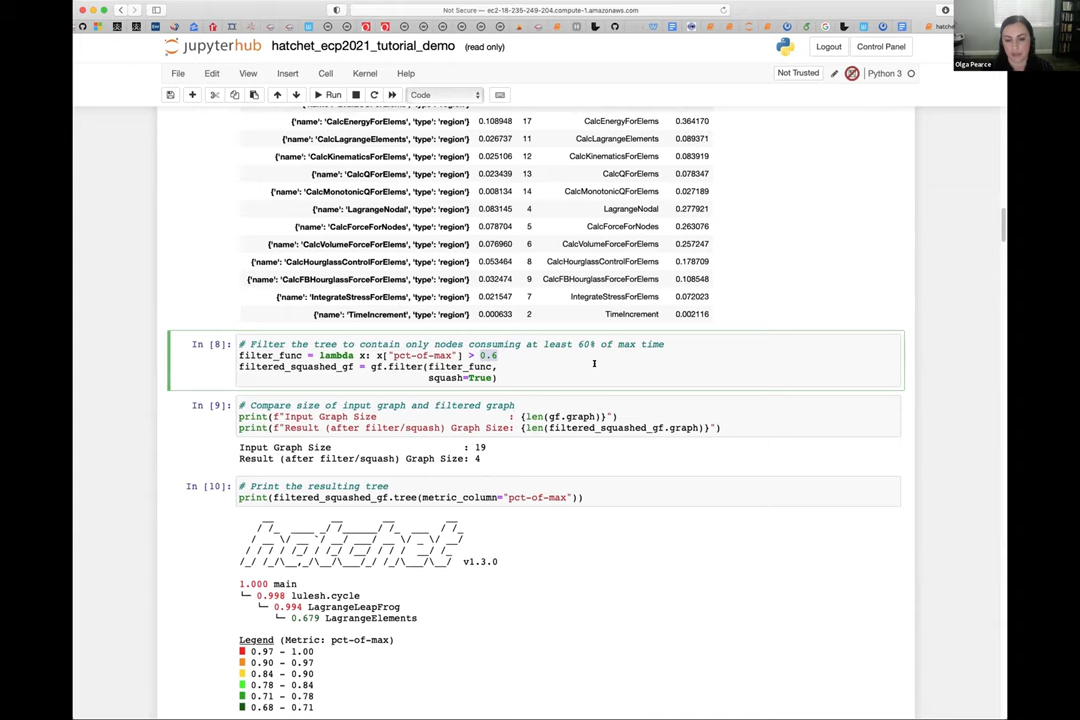 Not Secure — ec2-18-235-249-204.compute-1.amazonaws.com
jupyterhub hatchet_ecp2021_tutorial_demo (read only)
Logout Control Panel
Olga Pearce
File Edit View Insert Cell Kernel Help
Not Trusted Python 3
Run Code
{'name': 'CalcEnergyForElems', 'type': 'region'} 0.108948 17 CalcEnergyForElems 0.364170
{'name': 'CalcLagrangeElements', 'type': 'region'} 0.026737 11 CalcLagrangeElements 0.089371
{'name': 'CalcKinematicsForElems', 'type': 'region'} 0.025106 12 CalcKinematicsForElems 0.083919
{'name': 'CalcQForElems', 'type': 'region'} 0.023439 13 CalcQForElems 0.078347
{'name': 'CalcMonotonicQForElems', 'type': 'region'} 0.008134 14 CalcMonotonicQForElems 0.027189
{'name': 'LagrangeNodal', 'type': 'region'} 0.083145 4 LagrangeNodal 0.277921
{'name': 'CalcForceForNodes', 'type': 'region'} 0.078704 5 CalcForceForNodes 0.263076
{'name': 'CalcVolumeForceForElems', 'type': 'region'} 0.076960 6 CalcVolumeForceForElems 0.257247
{'name': 'CalcHourglassControlForElems', 'type': 'region'} 0.053464 8 CalcHourglassControlForElems 0.178709
{'name': 'CalcFBHourglassForceForElems', 'type': 'region'} 0.032474 9 CalcFBHourglassForceForElems 0.108548
{'name': 'IntegrateStressForElems', 'type': 'region'} 0.021547 7 IntegrateStressForElems 0.072023
{'name': 'TimeIncrement', 'type': 'region'} 0.000633 2 TimeIncrement 0.002116
In [8]: # Filter the tree to contain only nodes consuming at least 60% of max time
filter_func = lambda x: x["pct-of-max"] > 0.6
filtered_squashed_gf = gf.filter(filter_func,
squash=True)
In [9]: # Compare size of input graph and filtered graph
print(f"Input Graph Size : {len(gf.graph)}")
print(f"Result (after filter/squash) Graph Size: {len(filtered_squashed_gf.graph)}")
Input Graph Size : 19
Result (after filter/squash) Graph Size: 4
In [10]: # Print the resulting tree
print(filtered_squashed_gf.tree(metric_column="pct-of-max"))
hatchet v1.3.0
1.000 main
└─ 0.998 lulesh.cycle
└─ 0.994 LagrangeLeapFrog
└─ 0.679 LagrangeElements
Legend (Metric: pct-of-max)
0.97 - 1.00
0.90 - 0.97
0.84 - 0.90
0.78 - 0.84
0.71 - 0.78
0.68 - 0.71